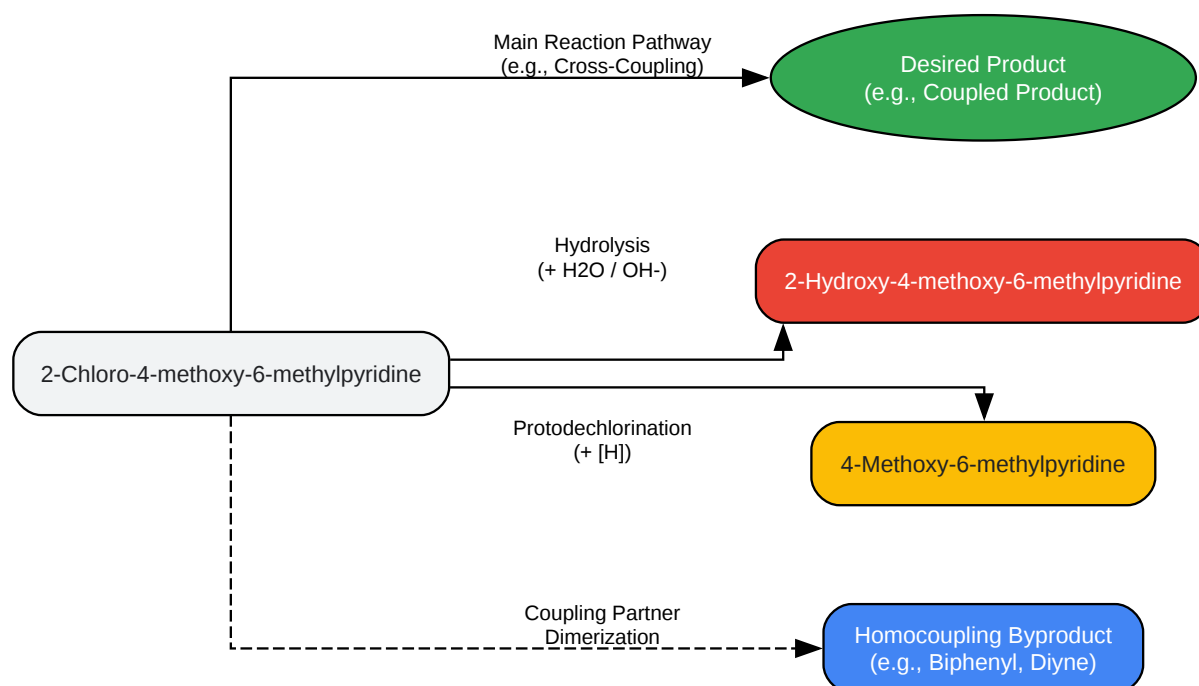 Main Reaction Pathway
(e.g., Cross-Coupling)
Desired Product
(e.g., Coupled Product)
Hydrolysis
(+ H2O / OH-)
2-Hydroxy-4-methoxy-6-methylpyridine
2-Chloro-4-methoxy-6-methylpyridine
Protodechlorination
(+ [H])
4-Methoxy-6-methylpyridine
Coupling Partner
Dimerization
Homocoupling Byproduct
(e.g., Biphenyl, Diyne)